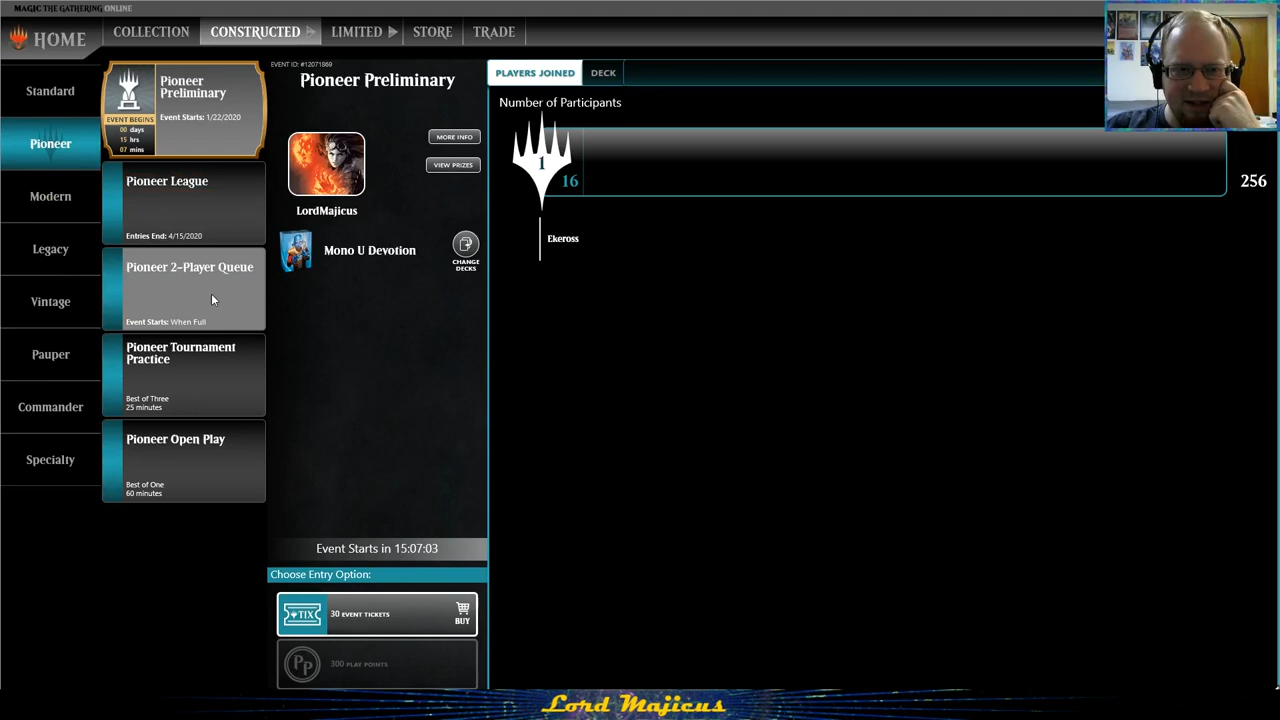 MAGIC THE GATHERING ONLINE
HOME
COLLECTION
CONSTRUCTED
LIMITED
STORE
TRADE
Standard
Pioneer
Modern
Legacy
Vintage
Pauper
Commander
Specialty
Pioneer
Preliminary
Event Starts: 1/22/2020
EVENT BEGINS
00 days
15 hrs
07 mins
Pioneer League
Entries End: 4/15/2020
Pioneer 2-Player Queue
Event Starts: When Full
Pioneer Tournament
Practice
Best of Three
25 minutes
Pioneer Open Play
Best of One
60 minutes
EVENT ID: #12071869
Pioneer Preliminary
MORE INFO
VIEW PRIZES
LordMajicus
Mono U Devotion
CHANGE
DECKS
Event Starts in 15:07:03
Choose Entry Option:
TIX
30 EVENT TICKETS
BUY
PP
300 PLAY POINTS
PLAYERS JOINED
DECK
Number of Participants
1
16
256
Ekeross
Lord Majicus